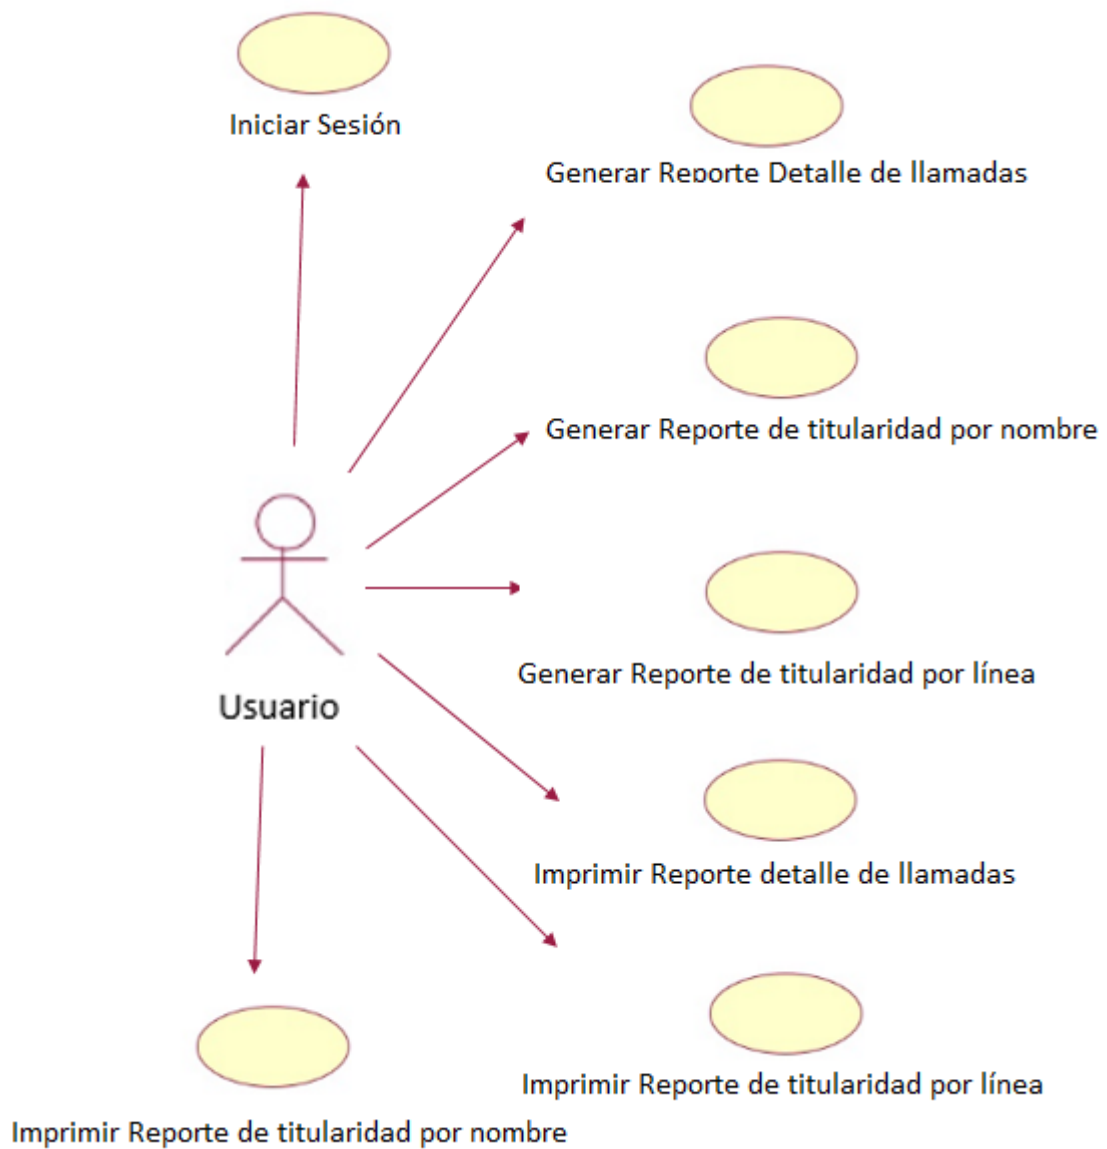 Iniciar Sesión
Generar Reporte Detalle de llamadas
Generar Reporte de titularidad por nombre
Generar Reporte de titularidad por línea
Usuario
Imprimir Reporte detalle de llamadas
Imprimir Reporte de titularidad por línea
Imprimir Reporte de titularidad por nombre